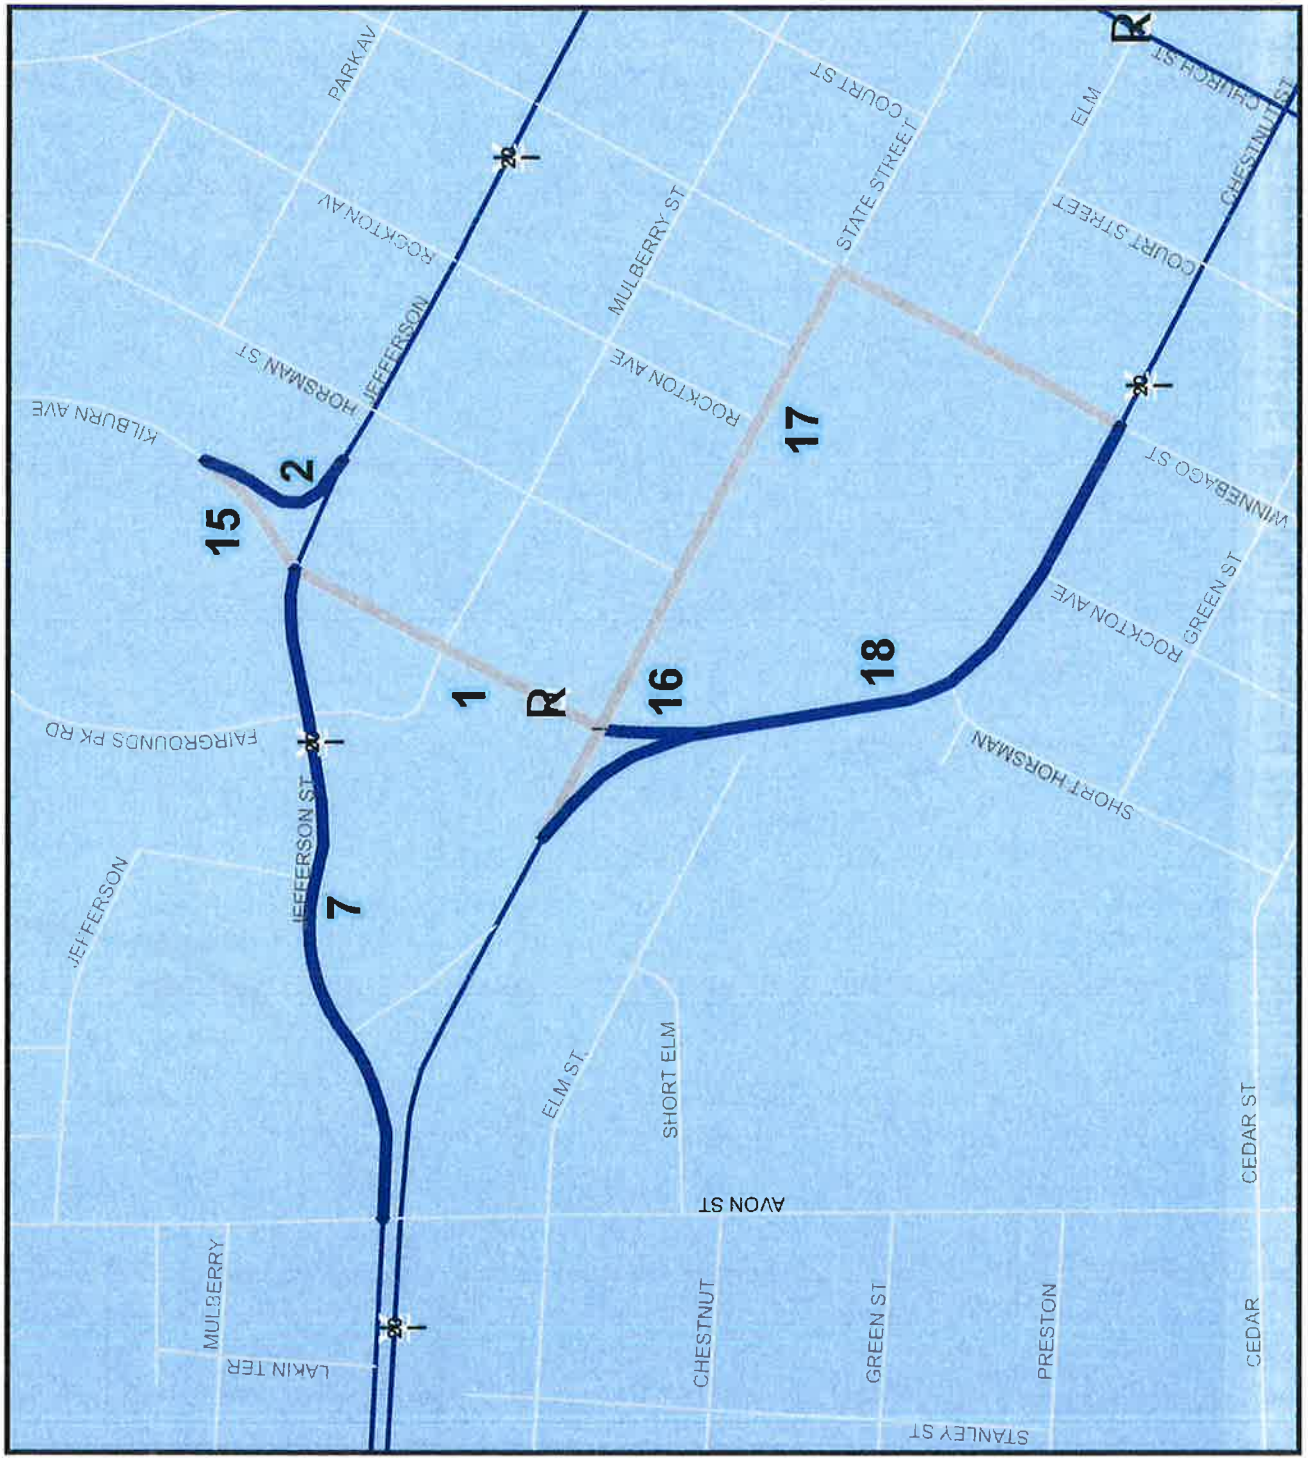 PARK AV
COURT ST
ELM
CHURCH ST
CHESTNUT ST
ROCKTON AV
20
MULBERRY ST
STATE STREET
COURT STREET
HORSMAN ST
JEFFERSON
ROCKTON AVE
KILBURN AVE
2
17
20
WINNEBAGO ST
15
ROCKTON AVE
GREEN ST
1
R
16
18
FAIRGROUNDS PK RD
20
SHORT HORSMAN
JEFFERSON ST
JEFFERSON
7
ELM ST
SHORT ELM
CEDAR ST
AVON ST
MULBERRY
LAKIN TER
20
CHESTNUT
GREEN ST
PRESTON
CEDAR
STANLEY ST
R